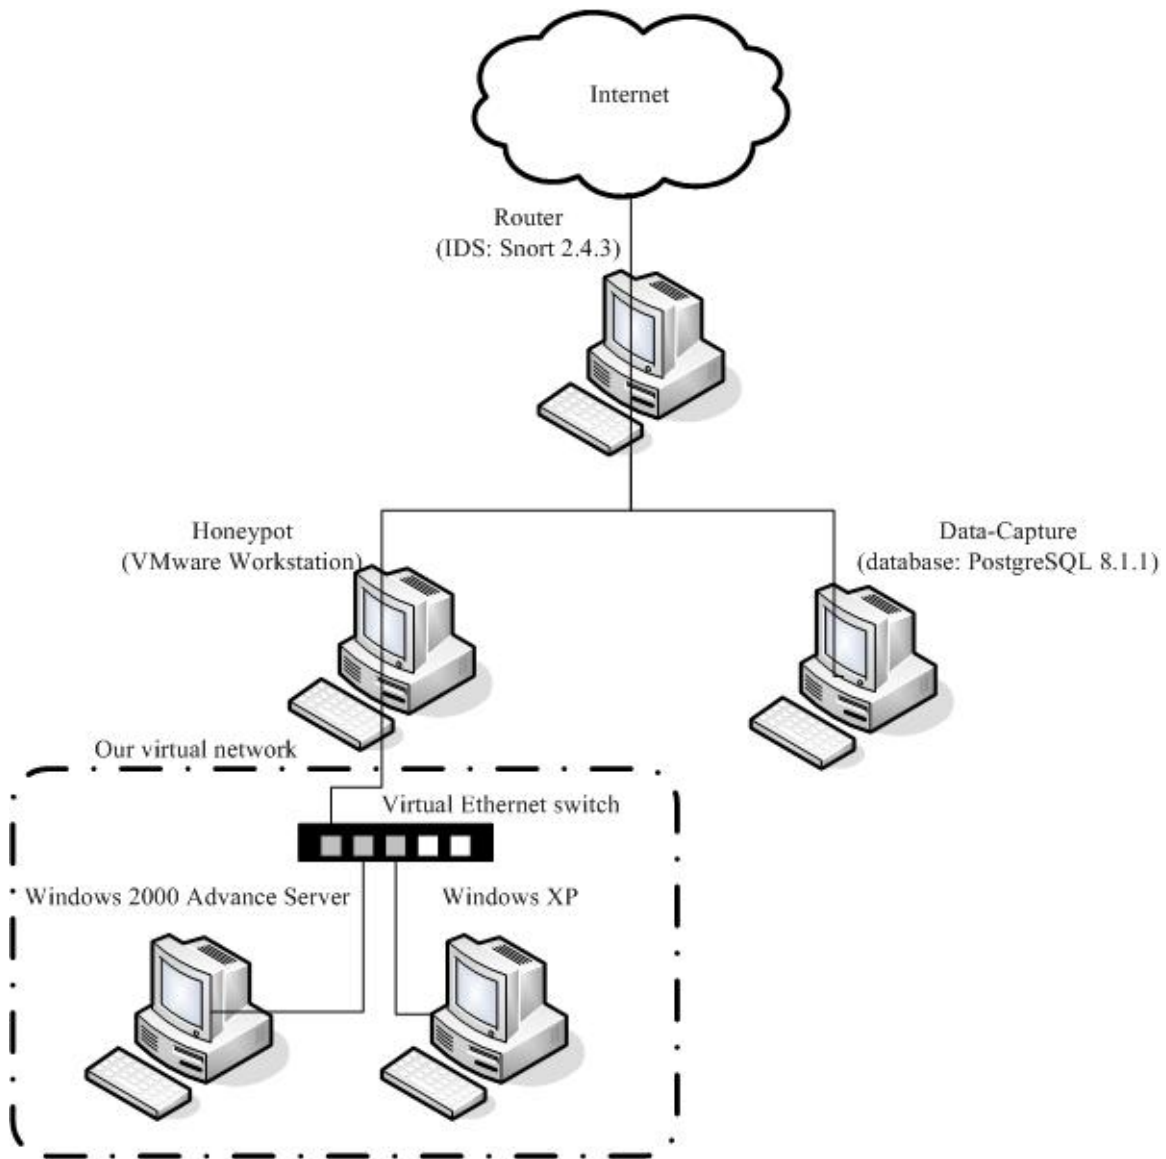 Internet
Router
(IDS: Snort 2.4.3)
Honeypot
(VMware Workstation)
Data-Capture
(database: PostgreSQL 8.1.1)
Our virtual network
Virtual Ethernet switch
Windows 2000 Advance Server
Windows XP